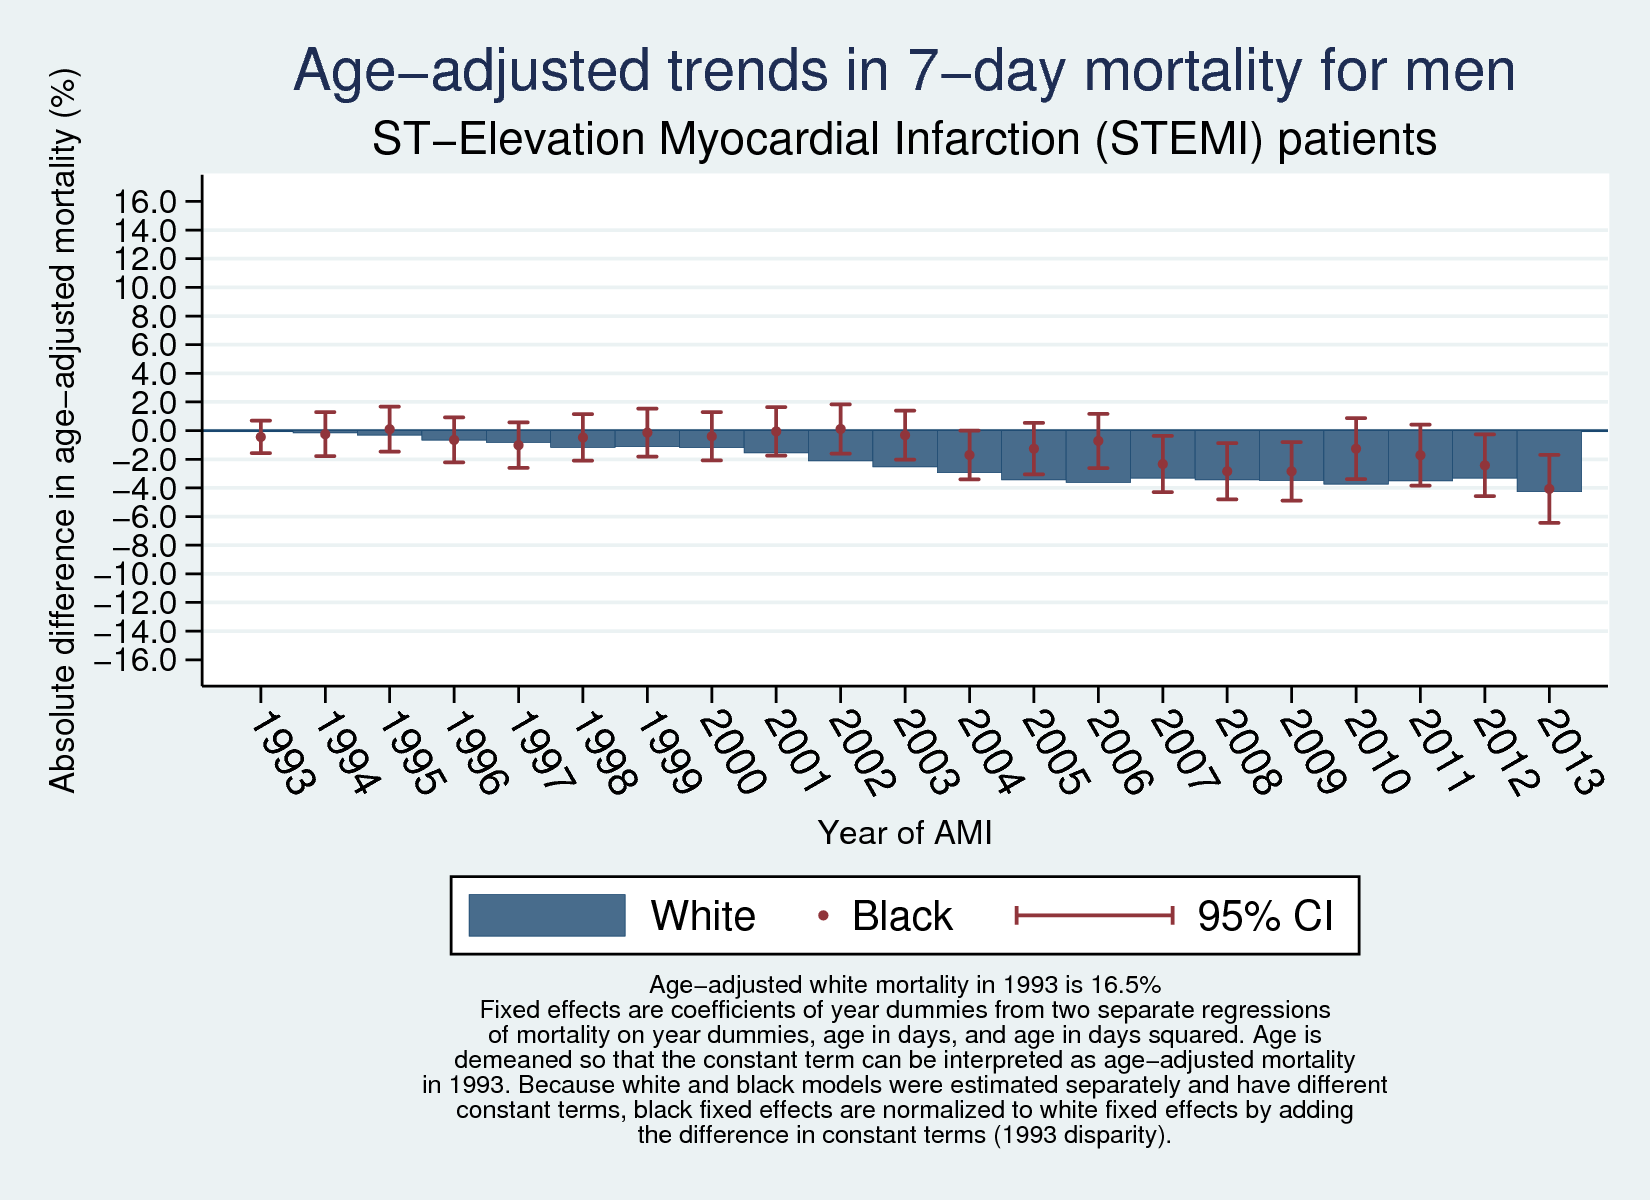 Age−adjusted trends in 7−day mortality for men
ST−Elevation Myocardial Infarction (STEMI) patients
Absolute difference in age−adjusted mortality (%)
16.0
14.0
12.0
10.0
8.0
6.0
4.0
2.0
0.0
−2.0
−4.0
−6.0
−8.0
−10.0
−12.0
−14.0
−16.0
1993 1994 1995 1996 1997 1998 1999 2000 2001 2002 2003 2004 2005 2006 2007 2008 2009 2010 2011 2012 2013
Year of AMI
White Black 95% CI
Age−adjusted white mortality in 1993 is 16.5%
Fixed effects are coefficients of year dummies from two separate regressions
of mortality on year dummies, age in days, and age in days squared. Age is
demeaned so that the constant term can be interpreted as age−adjusted mortality
in 1993. Because white and black models were estimated separately and have different
constant terms, black fixed effects are normalized to white fixed effects by adding
the difference in constant terms (1993 disparity).